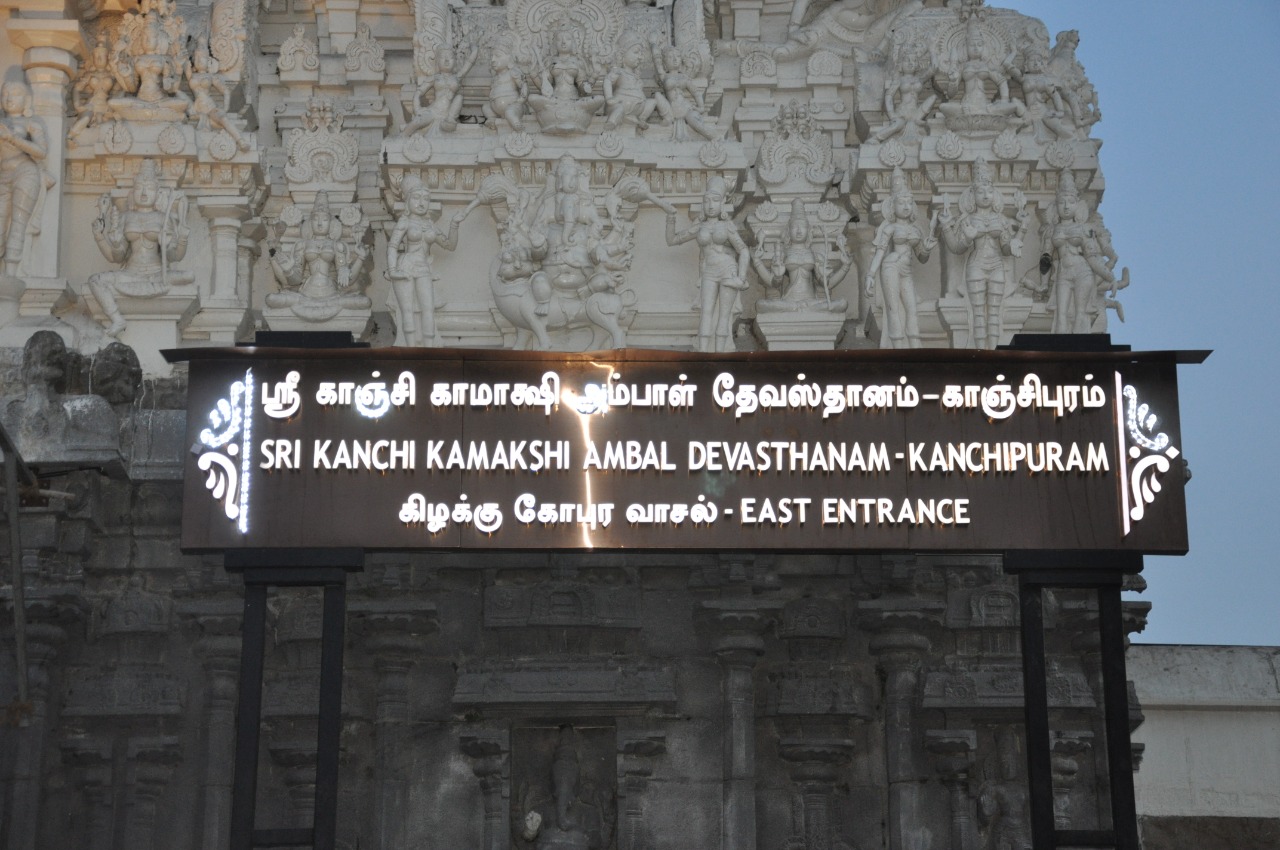 ஸ்ரீ காஞ்சி காமாக்ஷி அம்பாள் தேவஸ்தானம்-காஞ்சிபுரம்
SRI KANCHI KAMAKSHI AMBAL DEVASTHANAM-KANCHIPURAM
கிழக்கு கோபுர வாசல்-EAST ENTRANCE